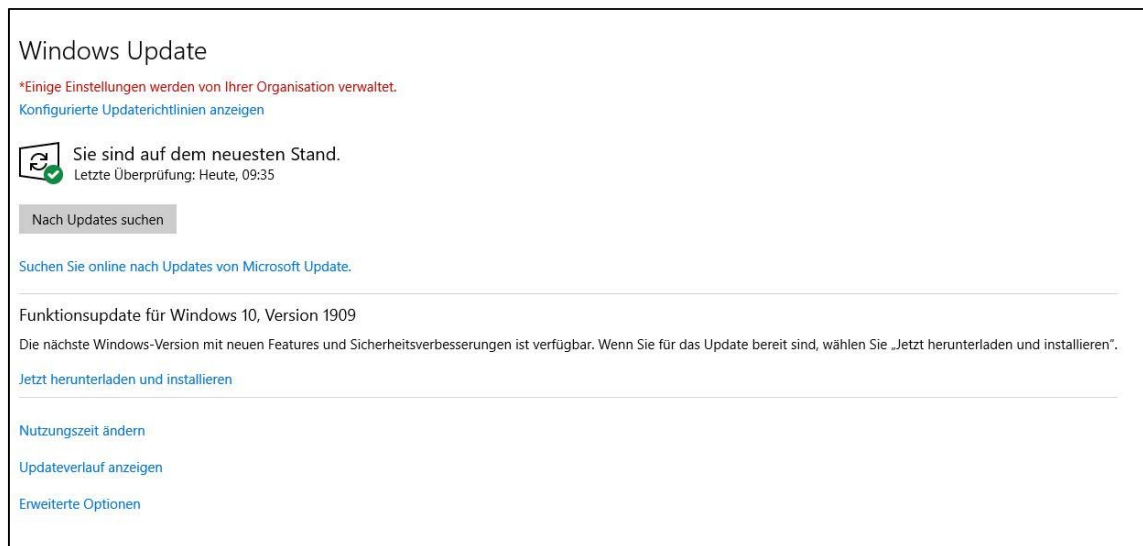 Windows Update
*Einige Einstellungen werden von Ihrer Organisation verwaltet.
Konfigurierte Updaterichtlinien anzeigen
Sie sind auf dem neuesten Stand.
Letzte Überprüfung: Heute, 09:35
Nach Updates suchen
Suchen Sie online nach Updates von Microsoft Update.
Funktionsupdate für Windows 10, Version 1909
Die nächste Windows-Version mit neuen Features und Sicherheitsverbesserungen ist verfügbar. Wenn Sie für das Update bereit sind, wählen Sie „Jetzt herunterladen und installieren“.
Jetzt herunterladen und installieren
Nutzungszeit ändern
Updateverlauf anzeigen
Erweiterte Optionen